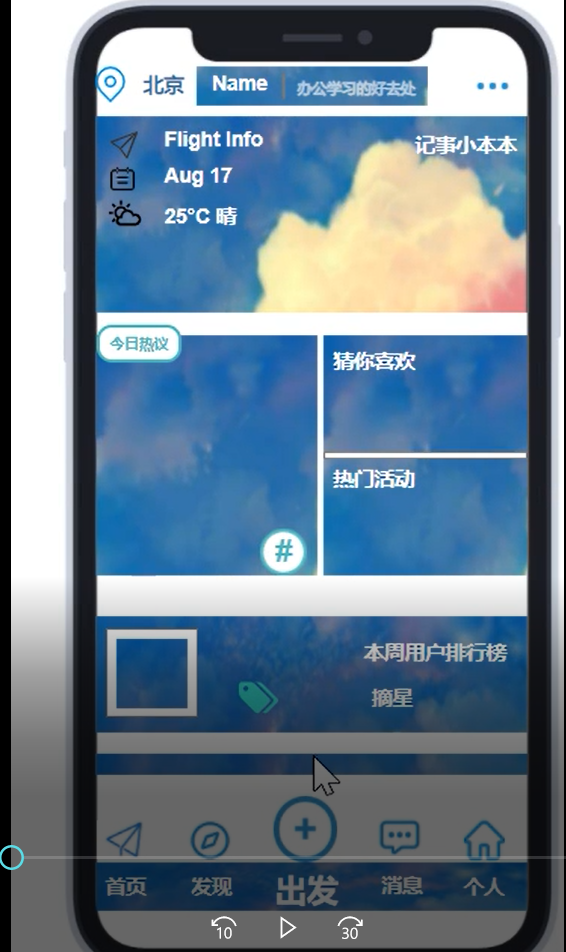 北京 Name 办公学习的好去处
Flight Info 记事小本本
Aug 17
25°C 晴
今日热议
猜你喜欢
热门活动
#
本周用户排行榜
摘星
首页 发现 出发 消息 个人
10 30